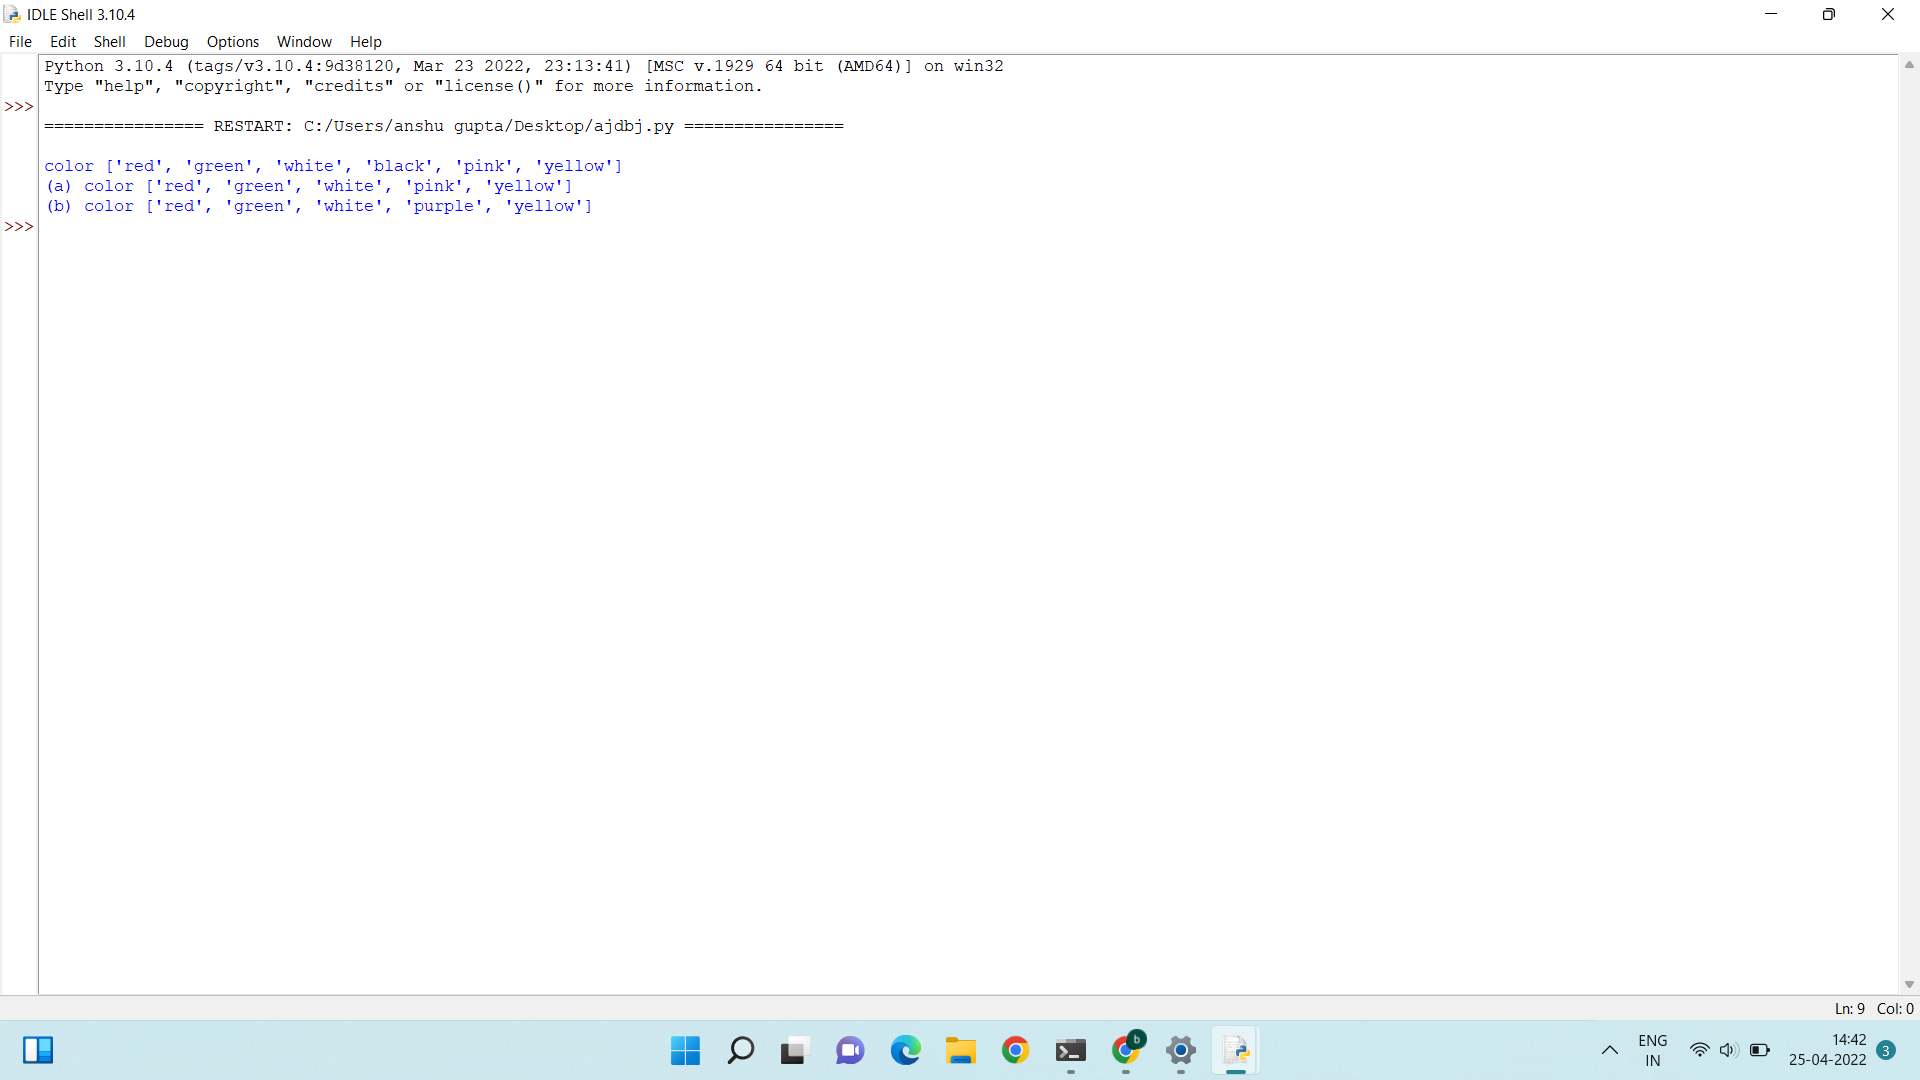 IDLE Shell 3.10.4
File Edit Shell Debug Options Window Help
Python 3.10.4 (tags/v3.10.4:9d38120, Mar 23 2022, 23:13:41) [MSC v.1929 64 bit (AMD64)] on win32
Type "help", "copyright", "credits" or "license()" for more information.
>>>
================ RESTART: C:/Users/anshu gupta/Desktop/ajdbj.py ================
color ['red', 'green', 'white', 'black', 'pink', 'yellow']
(a) color ['red', 'green', 'white', 'pink', 'yellow']
(b) color ['red', 'green', 'white', 'purple', 'yellow']
>>>
Ln: 9 Col: 0
b
ENG
IN
14:42
25-04-2022
3